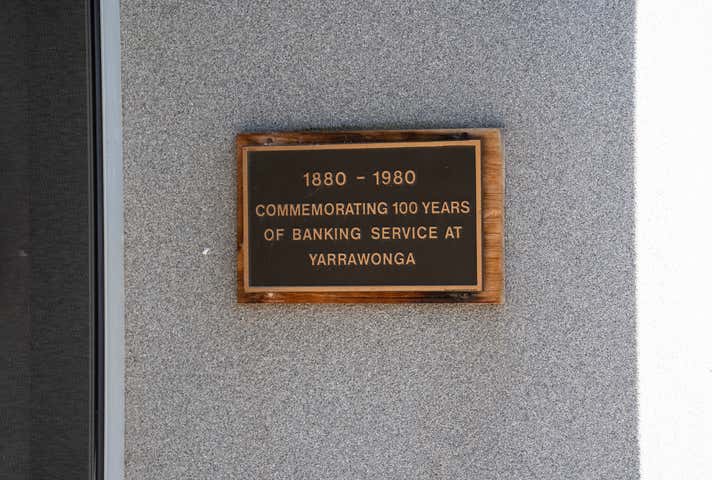 1880 - 1980
COMMEMORATING 100 YEARS
OF BANKING SERVICE AT
YARRAWONGA